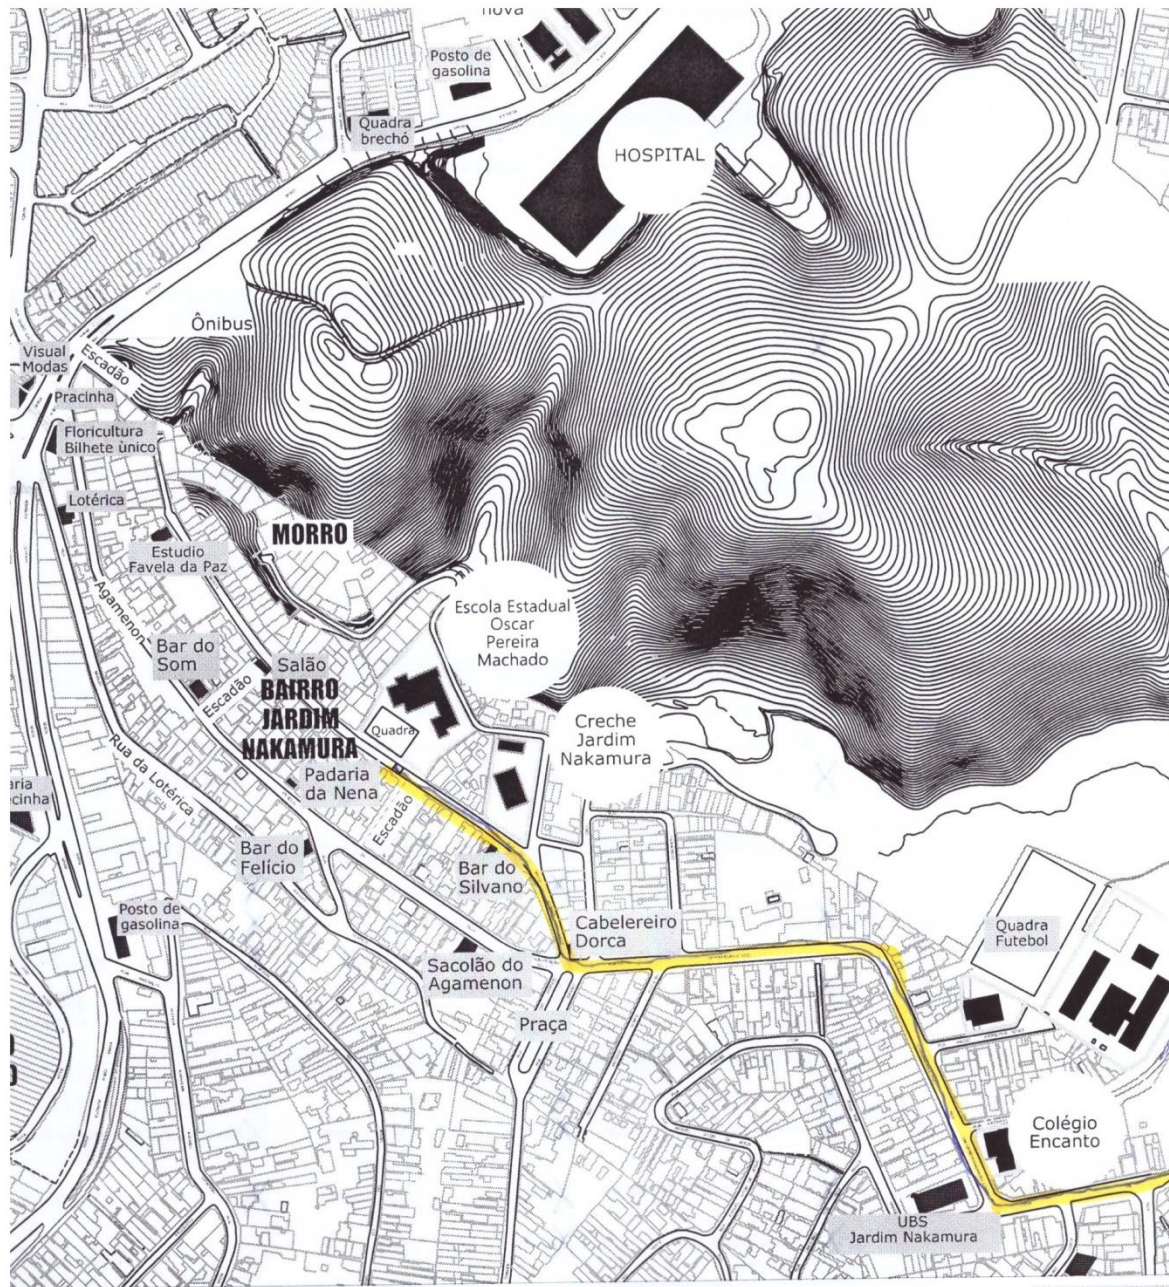 nova
Posto de
gasolina
Quadra
brechó
HOSPITAL
Ônibus
Visual
Modas
Escadão
Pracinha
Floricultura
Bilhete ùnico
Lotérica
MORRO
Estudio
Favela da Paz
Agamenon
Escola Estadual
Oscar
Pereira
Machado
Bar do
Som
Escadão
Salão
BAIRRO
JARDIM
NAKAMURA
Quadra
Creche
Jardim
Nakamura
Rua da Lotérica
Padaria
da Nena
Escadão
aria
ecinha
Bar do
Felício
Bar do
Silvano
Posto de
gasolina
Cabelereiro
Dorca
Quadra
Futebol
Sacolão do
Agamenon
Praça
Colégio
Encanto
UBS
Jardim Nakamura